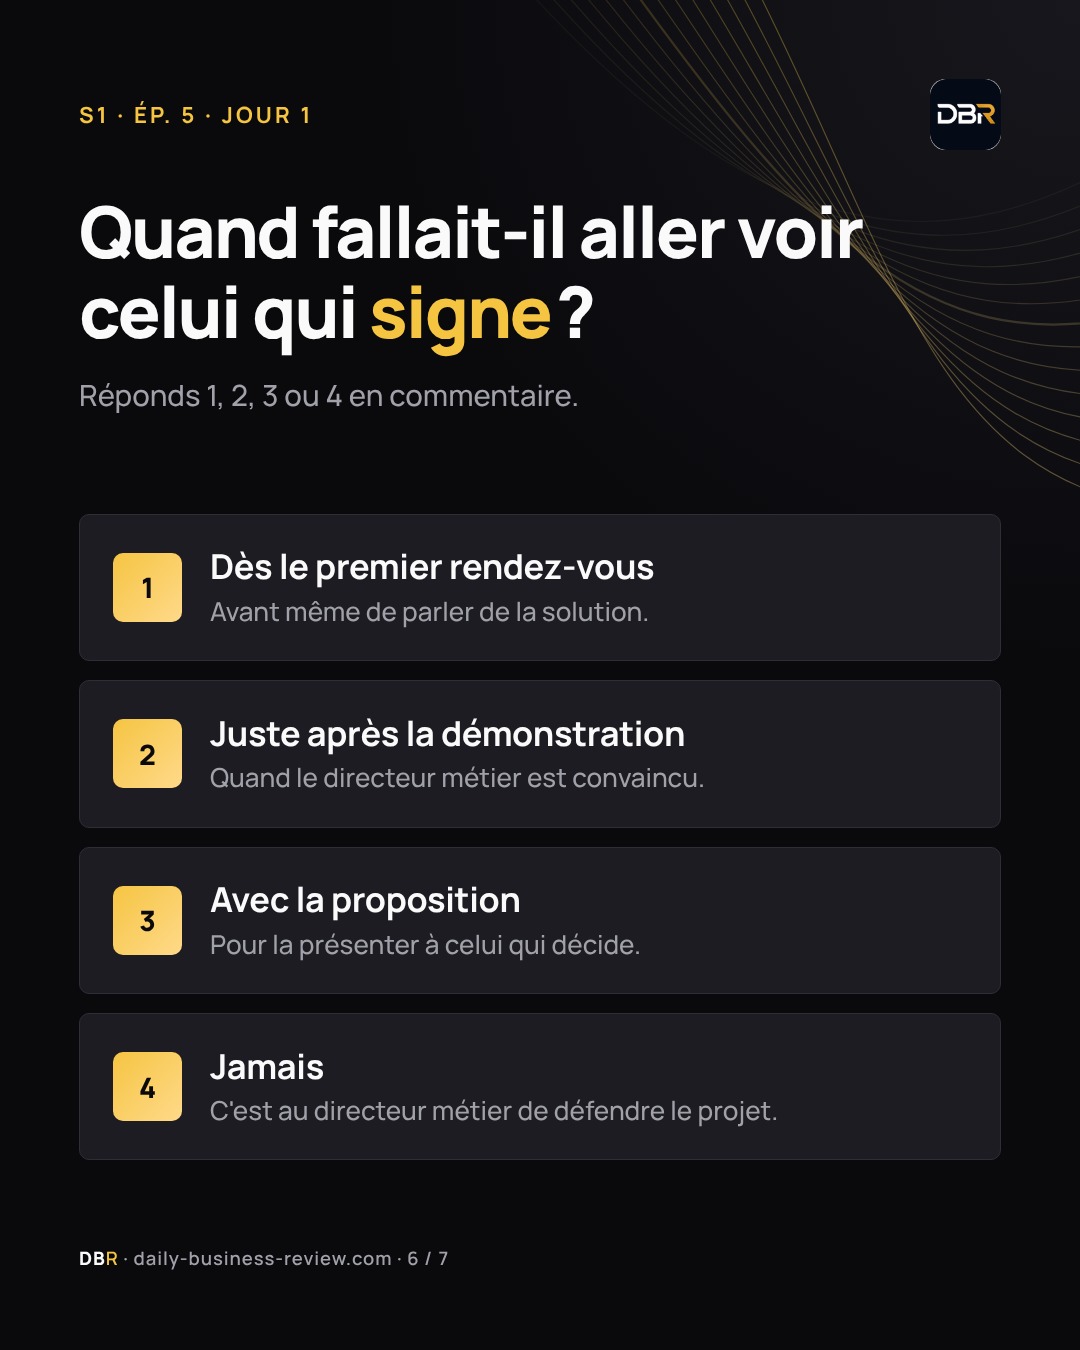 S1 · ÉP. 5 · JOUR 1
DBR
Quand fallait-il aller voir
celui qui signe ?
Réponds 1, 2, 3 ou 4 en commentaire.
1
Dès le premier rendez-vous
Avant même de parler de la solution.
2
Juste après la démonstration
Quand le directeur métier est convaincu.
3
Avec la proposition
Pour la présenter à celui qui décide.
4
Jamais
C'est au directeur métier de défendre le projet.
DBR · daily-business-review.com · 6 / 7